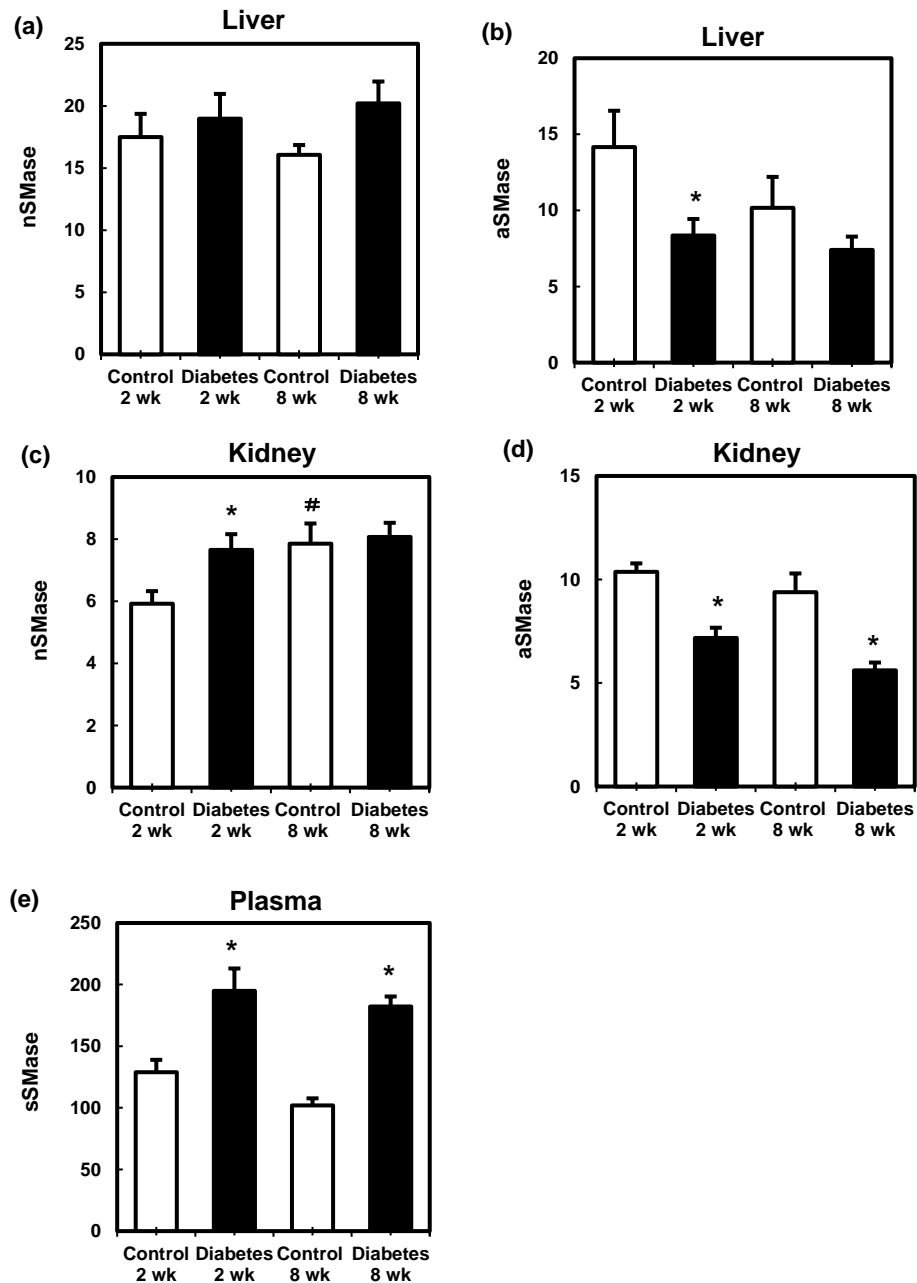 (a)
Liver
25
20
15
10
5
0
nSMase
Control Diabetes Control Diabetes
2 wk 2 wk 8 wk 8 wk
(b)
Liver
20
15
10
5
0
aSMase
*
Control Diabetes Control Diabetes
2 wk 2 wk 8 wk 8 wk
(c)
Kidney
10
8
6
4
2
0
nSMase
* #
Control Diabetes Control Diabetes
2 wk 2 wk 8 wk 8 wk
(d)
Kidney
15
10
5
0
aSMase
*
*
Control Diabetes Control Diabetes
2 wk 2 wk 8 wk 8 wk
(e)
Plasma
250
200
150
100
50
0
sSMase
*
*
Control Diabetes Control Diabetes
2 wk 2 wk 8 wk 8 wk